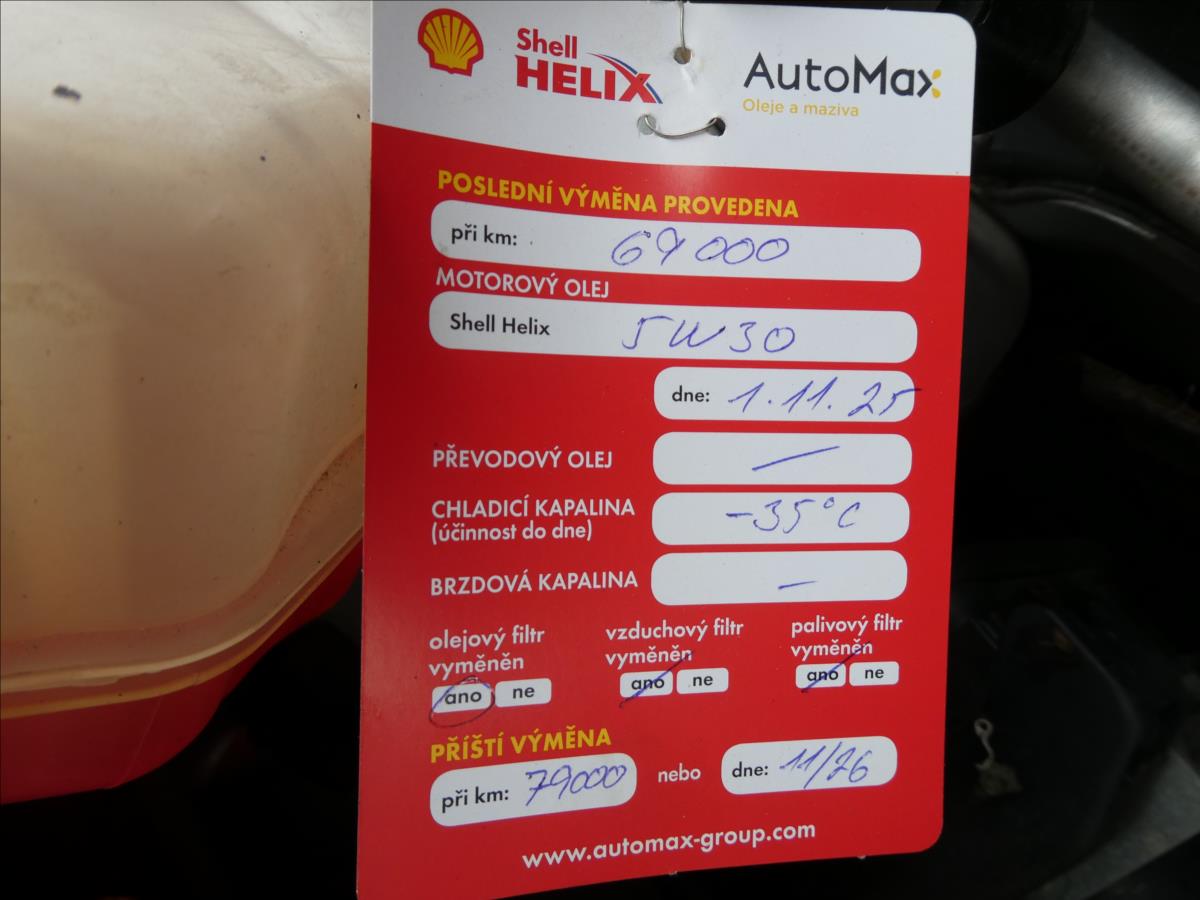 Shell
HELIX
AutoMax
Oleje a maziva
POSLEDNÍ VÝMĚNA PROVEDENA
při km: 69000
MOTOROVÝ OLEJ
Shell Helix 5W30
dne: 1.11.25
PŘEVODOVÝ OLEJ —
CHLADICÍ KAPALINA -35°C
(účinnost do dne)
BRZDOVÁ KAPALINA —
olejový filtr vyměněn
ano ne
vzduchový filtr vyměněn
ano ne
palivový filtr vyměněn
ano ne
PŘÍŠTÍ VÝMĚNA
při km: 79000 nebo dne: 11/26
www.automax-group.com